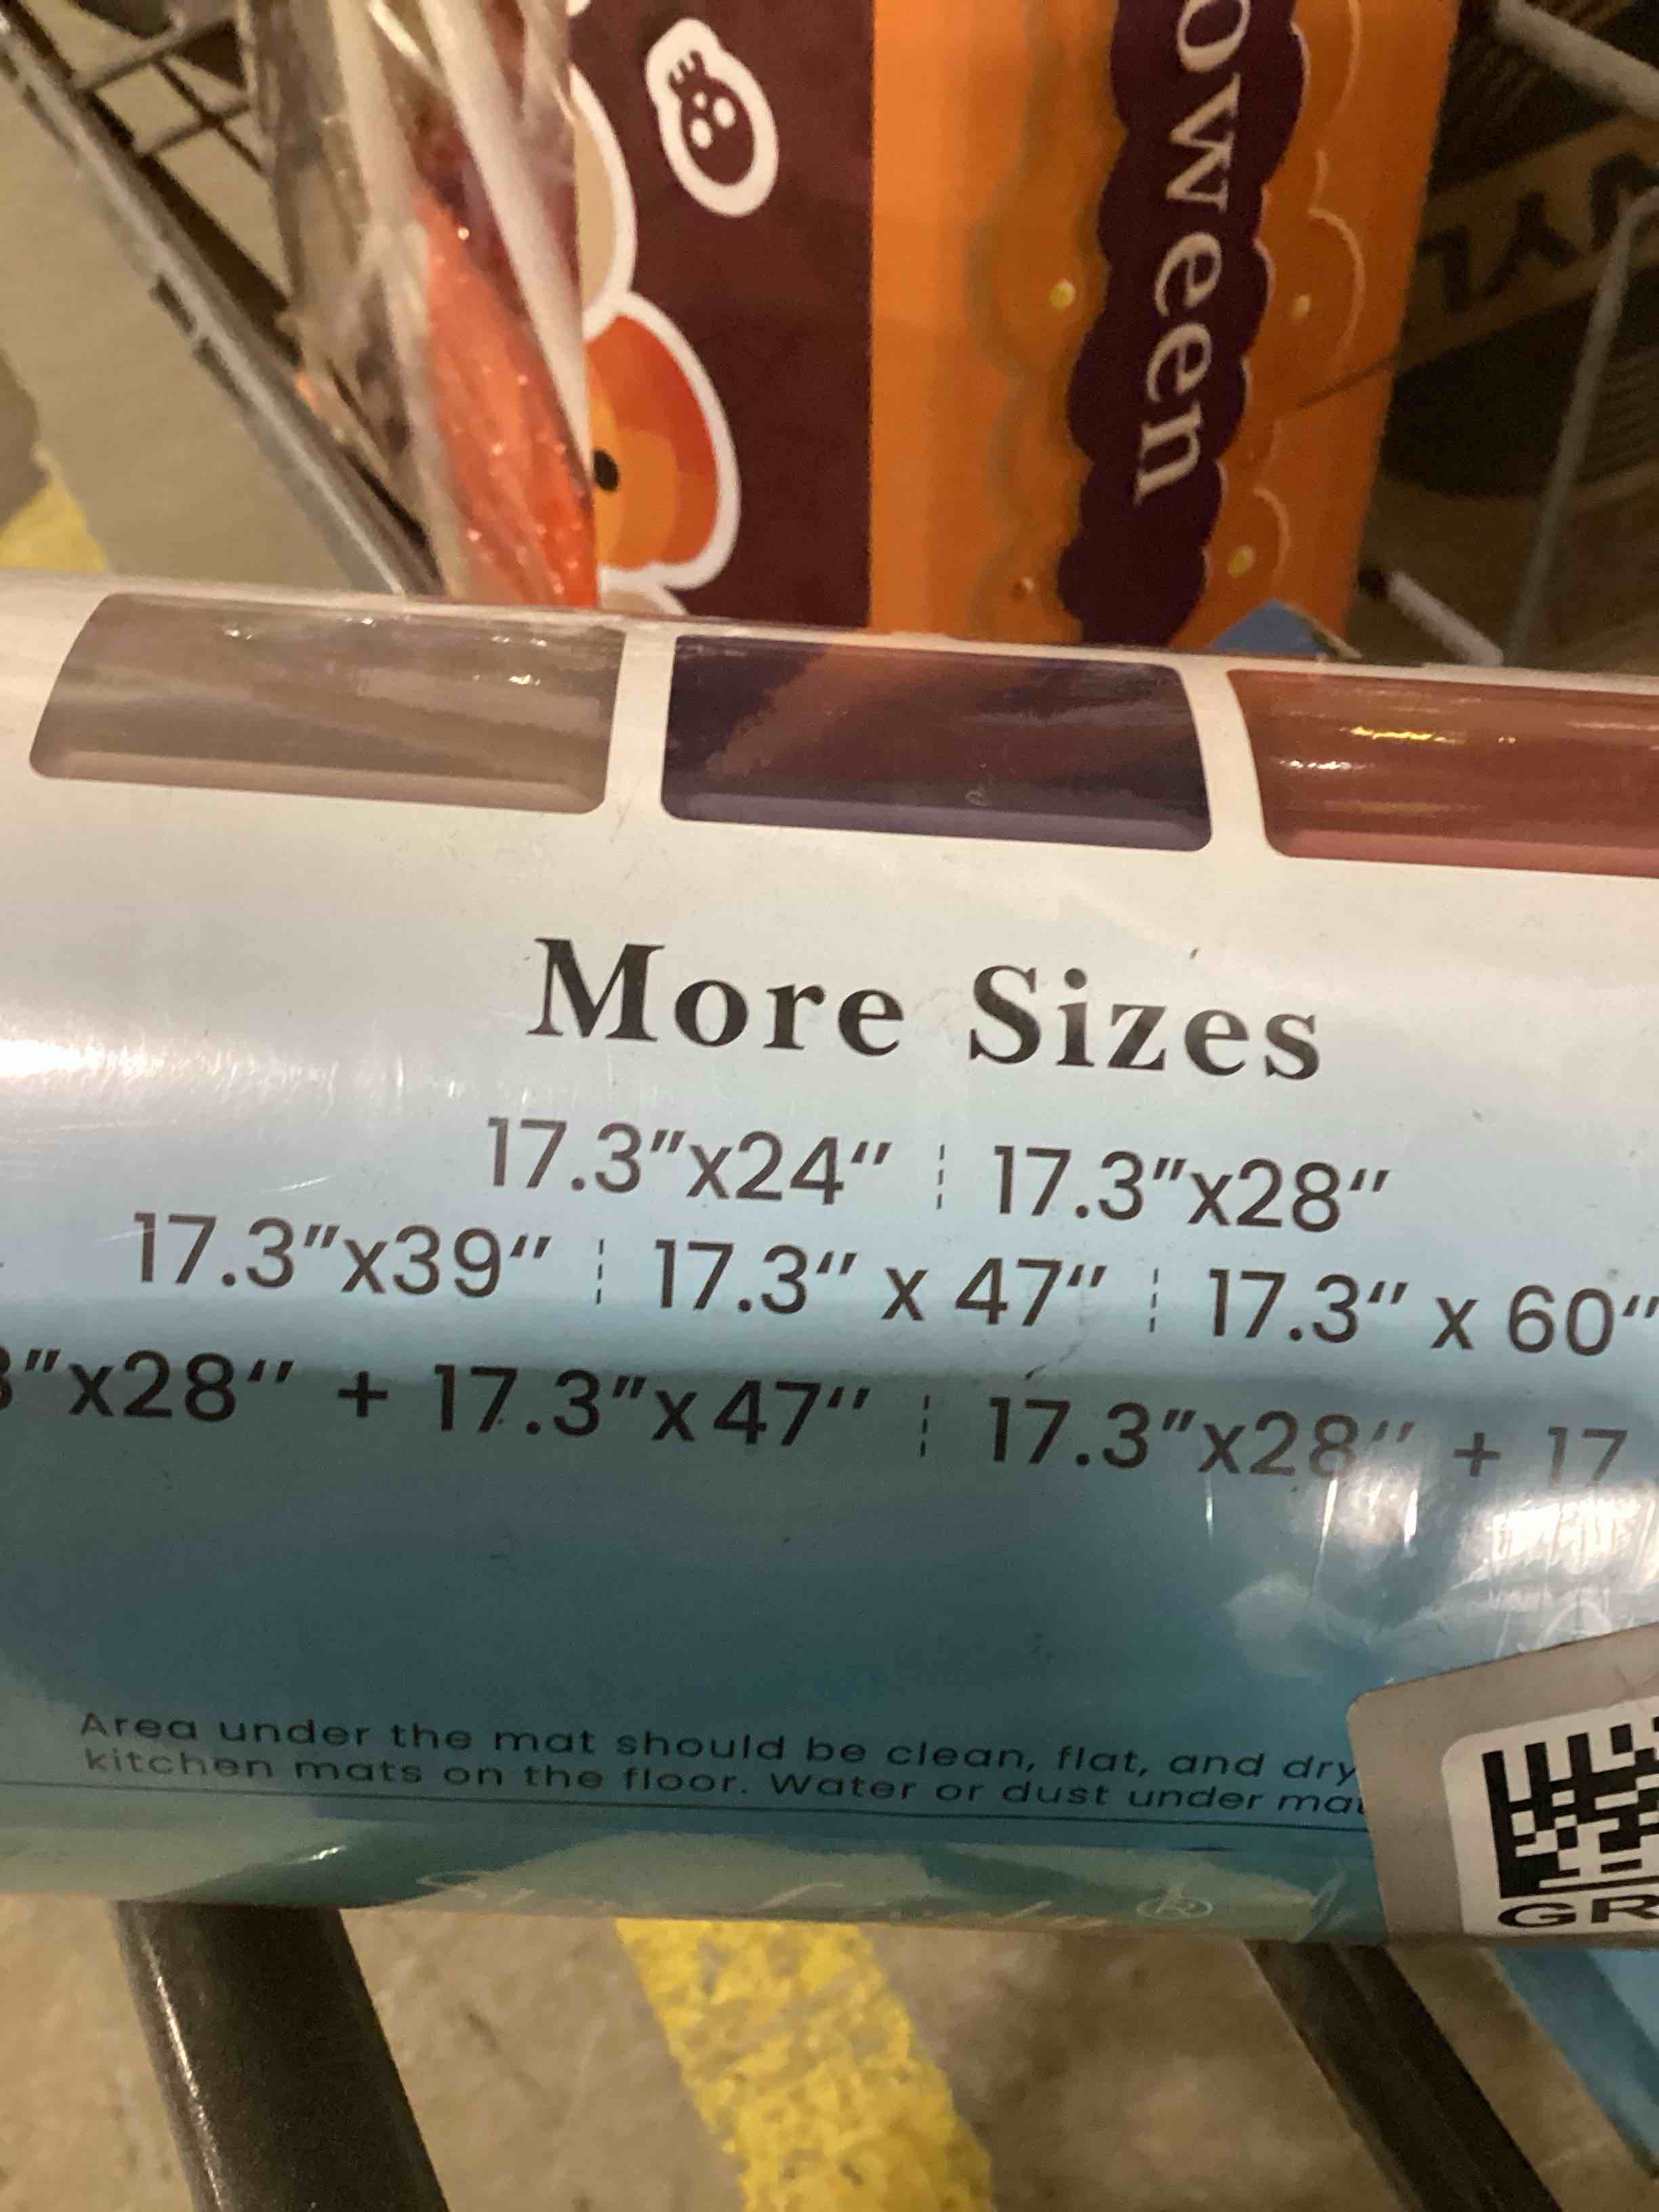 oween
More Sizes
17.3"x24" ¦ 17.3"x28"
17.3"x39" ¦ 17.3" x 47" ¦ 17.3" x 60"
3"x28" + 17.3"x47" ¦ 17.3"x28" + 17
Area under the mat should be clean, flat, and dry
kitchen mats on the floor. Water or dust under mat
GR